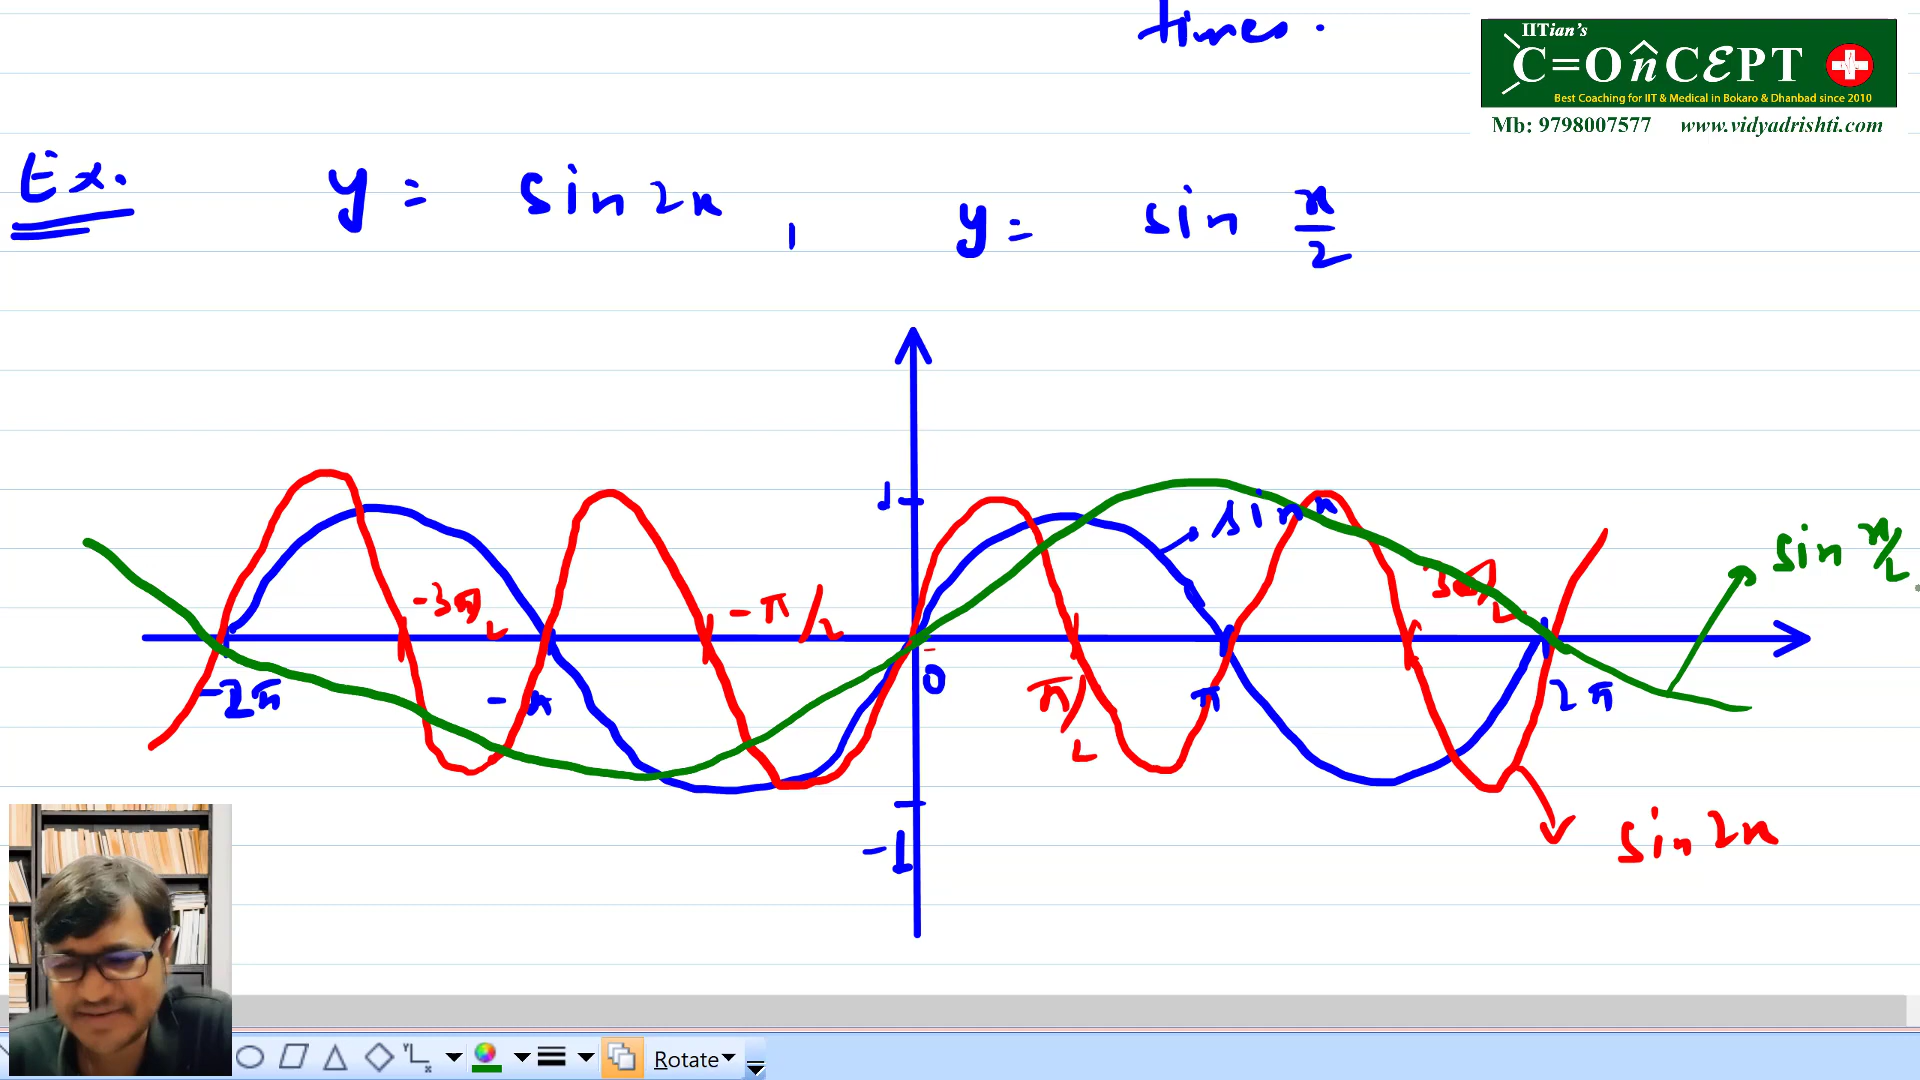 times.
IITian's
C=OnCEPT
Best Coaching for IIT & Medical in Bokaro & Dhanbad since 2010
Mb: 9798007577 www.vidyadrishti.com
Ex. y = sin 2x , y = sin x/2
1
sin x
sin x/2
-3π/2
-π/2
3π/2
-2π
-π
0
π/2
π
2π
-1
sin 2x
Rotate